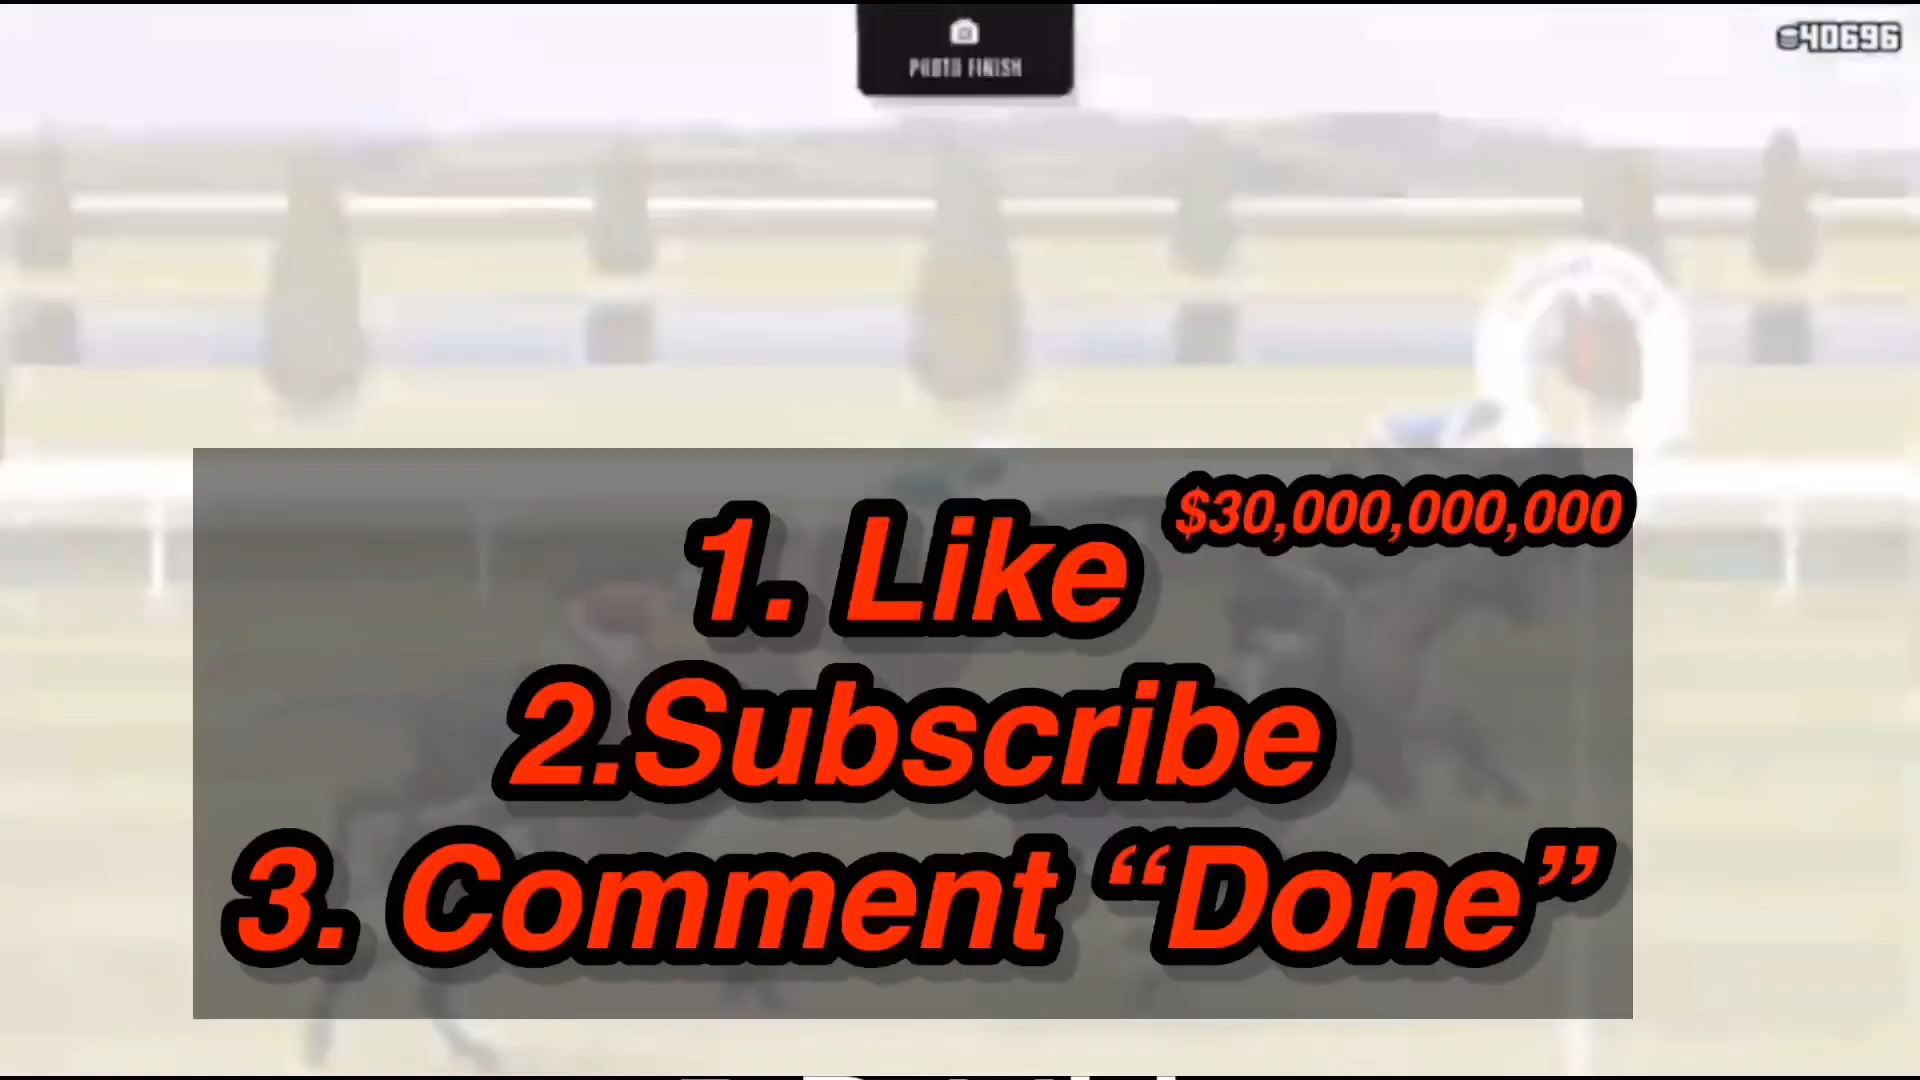 PHOTO FINISH
40696
$30,000,000,000
1. Like
2.Subscribe
3. Comment “Done”